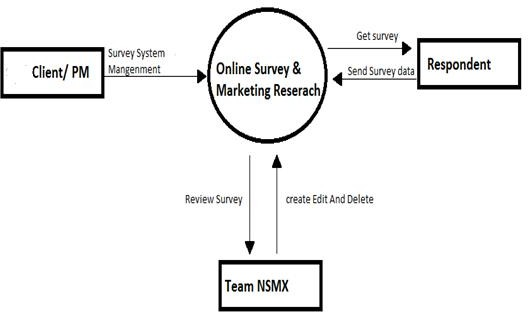 Client/ PM
Survey System
Mangenment
Online Survey &
Marketing Reserach
Get survey
Send Survey data
Respondent
Review Survey
create Edit And Delete
Team NSMX